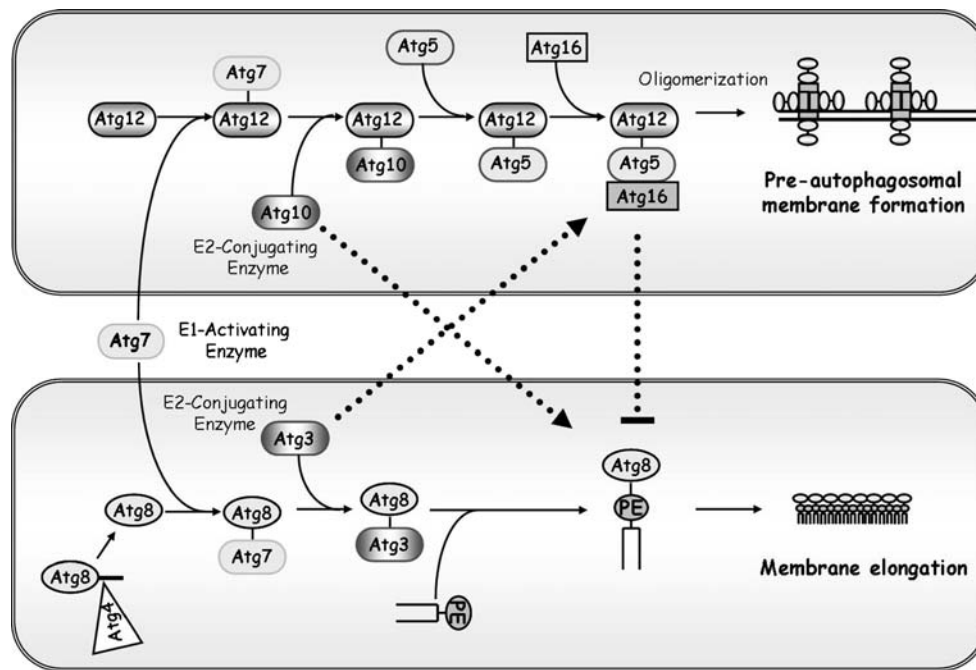 Atg5
Atg16
Atg7
Oligomerization
Atg12
Atg12
Atg12
Atg12
Atg12
Atg10
Atg5
Atg5
Atg16
Pre-autophagosomal
membrane formation
Atg10
E2-Conjugating
Enzyme
Atg7
E1-Activating
Enzyme
E2-Conjugating
Enzyme
Atg3
Atg8
Atg8
Atg8
Atg8
PE
Atg7
Atg3
Atg8
Atg4
PE
Membrane elongation